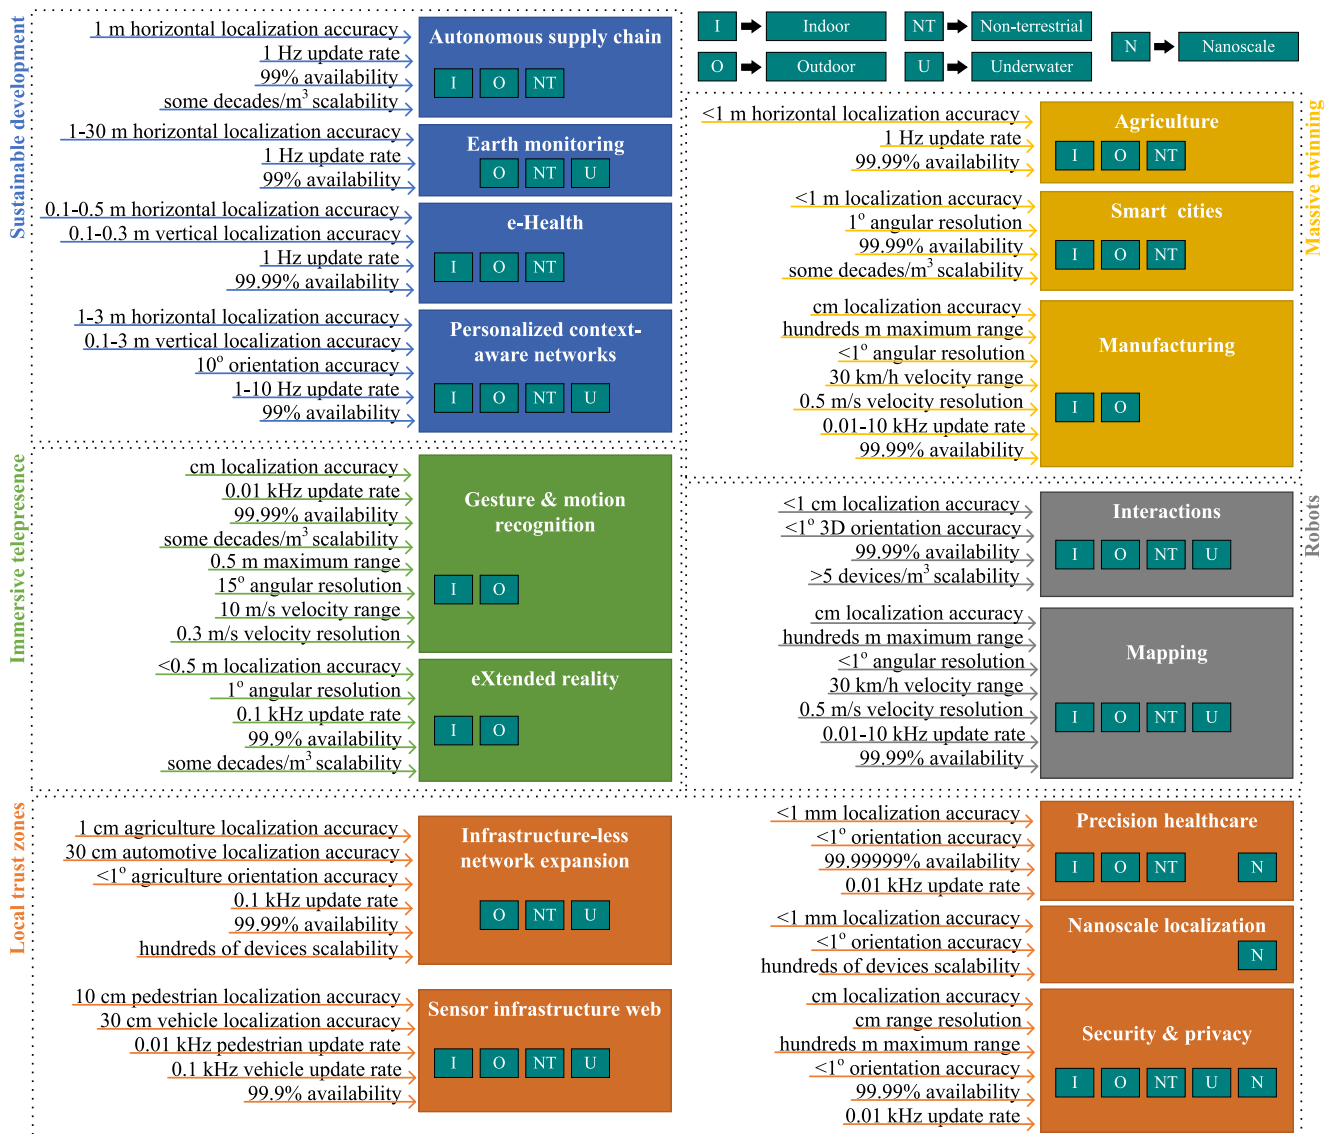 I
Indoor
NT
Non-terrestrial
N
Nanoscale
O
Outdoor
U
Underwater
Sustainable development
1 m horizontal localization accuracy
1 Hz update rate
99% availability
some decades/m³ scalability
Autonomous supply chain
I O NT
1-30 m horizontal localization accuracy
1 Hz update rate
99% availability
Earth monitoring
O NT U
0.1-0.5 m horizontal localization accuracy
0.1-0.3 m vertical localization accuracy
1 Hz update rate
99.99% availability
e-Health
I O NT
1-3 m horizontal localization accuracy
0.1-3 m vertical localization accuracy
10° orientation accuracy
1-10 Hz update rate
99% availability
Personalized context-
aware networks
I O NT U
Massive twinning
<1 m horizontal localization accuracy
1 Hz update rate
99.99% availability
Agriculture
I O NT
<1 m localization accuracy
1° angular resolution
99.99% availability
some decades/m³ scalability
Smart cities
I O NT
cm localization accuracy
hundreds m maximum range
<1° angular resolution
30 km/h velocity range
0.5 m/s velocity resolution
0.01-10 kHz update rate
99.99% availability
Manufacturing
I O
Immersive telepresence
cm localization accuracy
0.01 kHz update rate
99.99% availability
some decades/m³ scalability
0.5 m maximum range
15° angular resolution
10 m/s velocity range
0.3 m/s velocity resolution
Gesture & motion
recognition
I O
<0.5 m localization accuracy
1° angular resolution
0.1 kHz update rate
99.9% availability
some decades/m³ scalability
eXtended reality
I O
Robots
<1 cm localization accuracy
<1° 3D orientation accuracy
99.99% availability
>5 devices/m³ scalability
Interactions
I O NT U
cm localization accuracy
hundreds m maximum range
<1° angular resolution
30 km/h velocity range
0.5 m/s velocity resolution
0.01-10 kHz update rate
99.99% availability
Mapping
I O NT U
Local trust zones
1 cm agriculture localization accuracy
30 cm automotive localization accuracy
<1° agriculture orientation accuracy
0.1 kHz update rate
99.99% availability
hundreds of devices scalability
Infrastructure-less
network expansion
O NT U
10 cm pedestrian localization accuracy
30 cm vehicle localization accuracy
0.01 kHz pedestrian update rate
0.1 kHz vehicle update rate
99.9% availability
Sensor infrastructure web
I O NT U
<1 mm localization accuracy
<1° orientation accuracy
99.99999% availability
0.01 kHz update rate
Precision healthcare
I O NT N
<1 mm localization accuracy
<1° orientation accuracy
hundreds of devices scalability
Nanoscale localization
N
cm localization accuracy
cm range resolution
hundreds m maximum range
<1° orientation accuracy
99.99% availability
0.01 kHz update rate
Security & privacy
I O NT U N